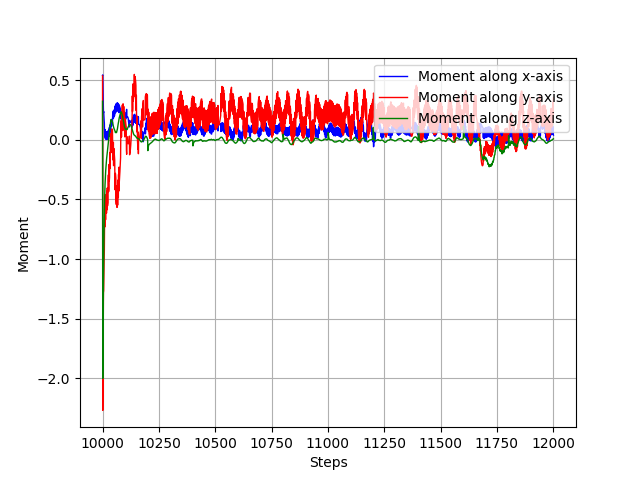 Moment along x-axis
Moment along y-axis
Moment along z-axis
0.5
0.0
−0.5
−1.0
−1.5
−2.0
Moment
10000 10250 10500 10750 11000 11250 11500 11750 12000
Steps